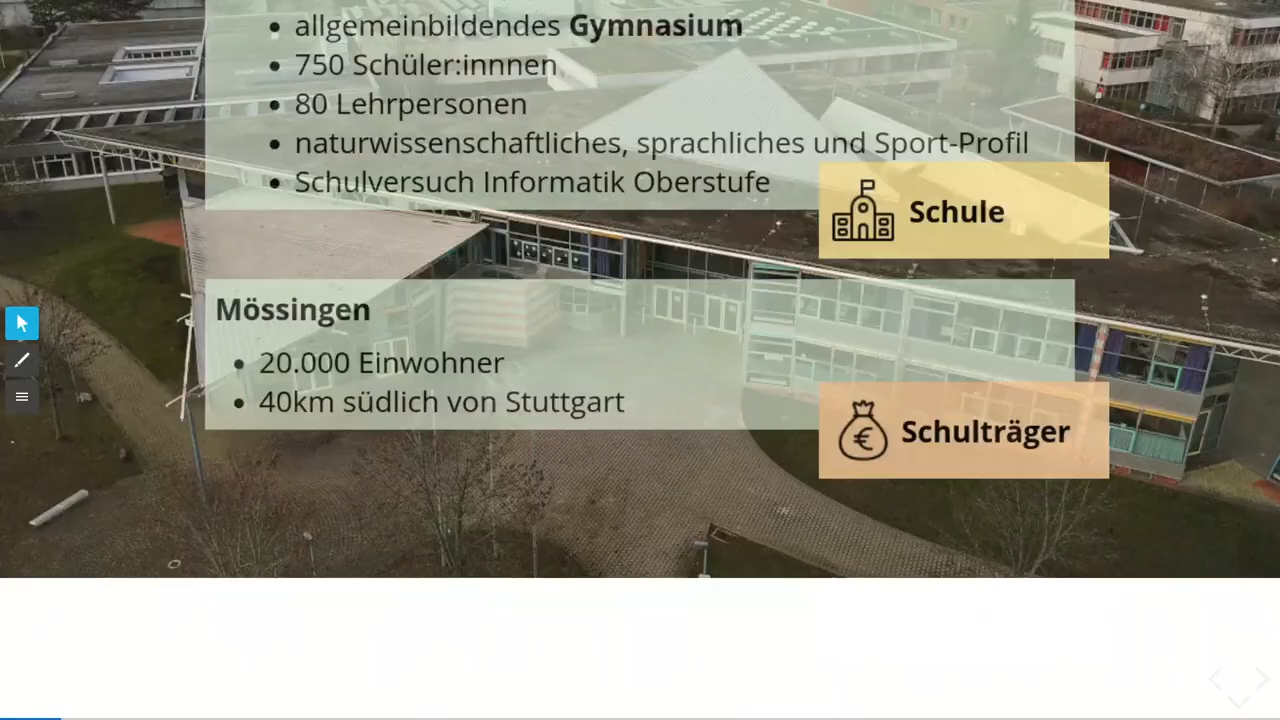 allgemeinbildendes Gymnasium
750 Schüler:innnen
80 Lehrpersonen
naturwissenschaftliches, sprachliches und Sport-Profil
Schulversuch Informatik Oberstufe
Schule
Mössingen
20.000 Einwohner
40km südlich von Stuttgart
Schulträger